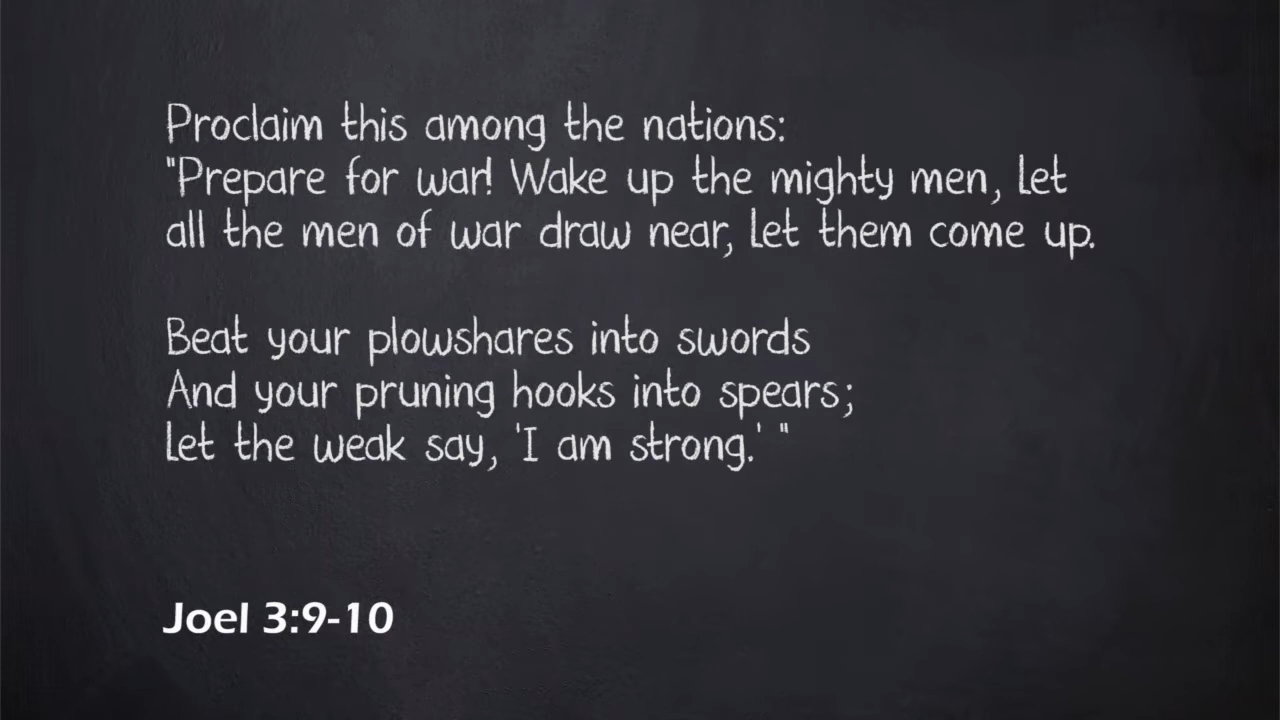 Proclaim this among the nations:
"Prepare for war! Wake up the mighty men, let
all the men of war draw near, let them come up.
Beat your plowshares into swords
And your pruning hooks into spears;
let the weak say, 'I am strong.' "
Joel 3:9-10